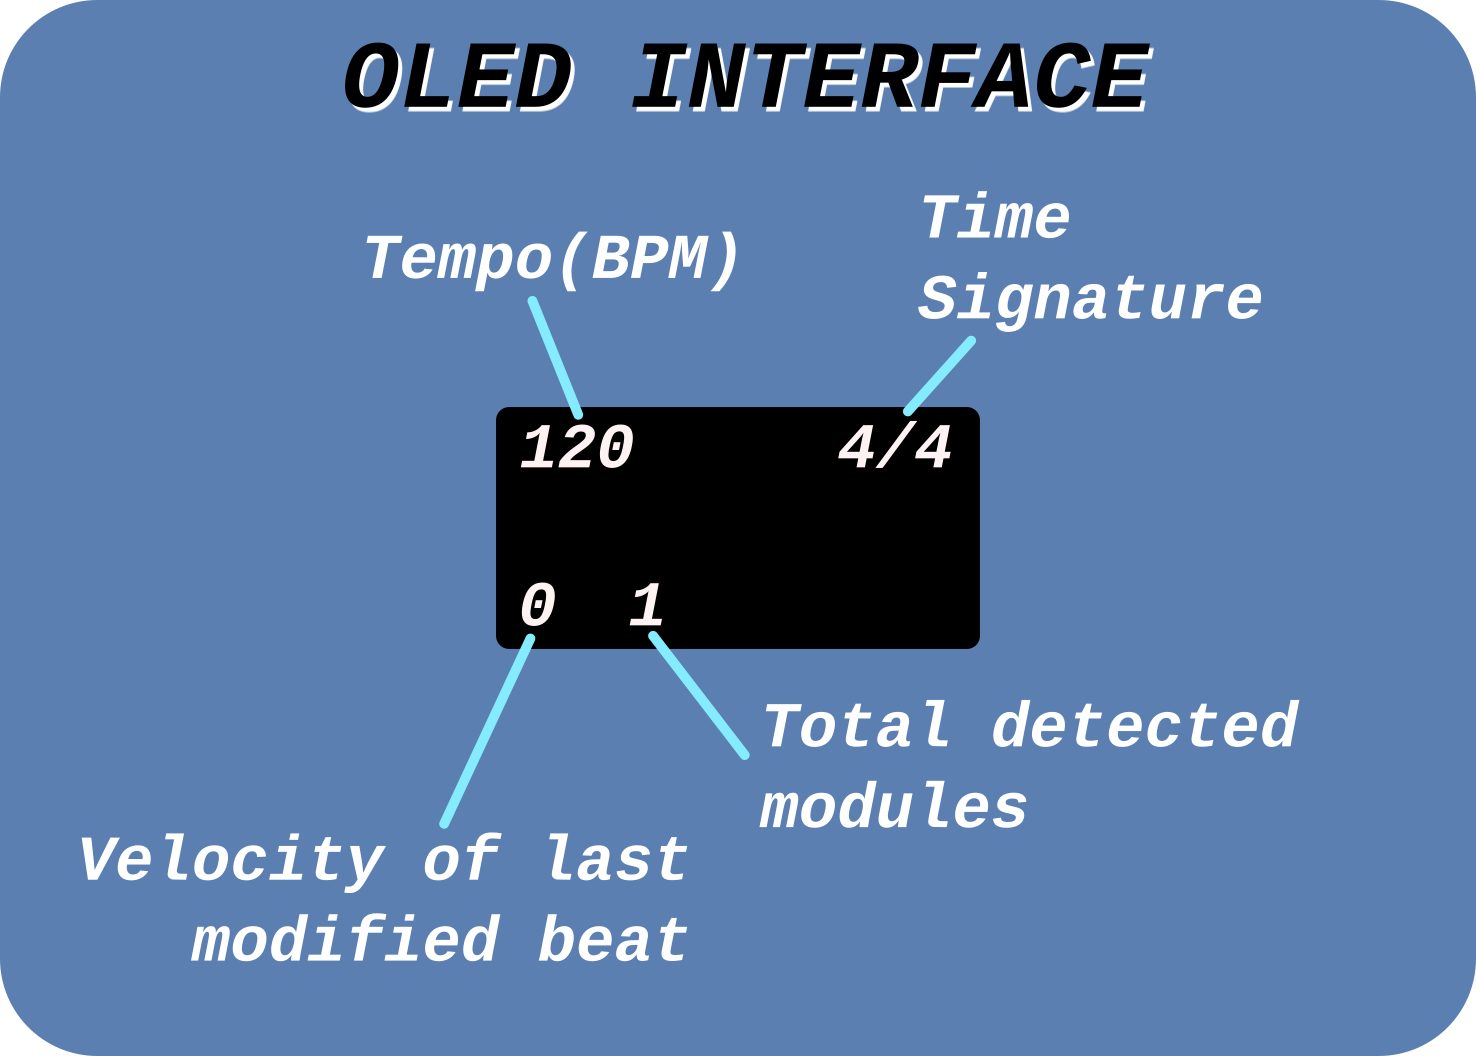 OLED INTERFACE
Tempo(BPM)
Time
Signature
120 4/4
0 1
Total detected
modules
Velocity of last
modified beat